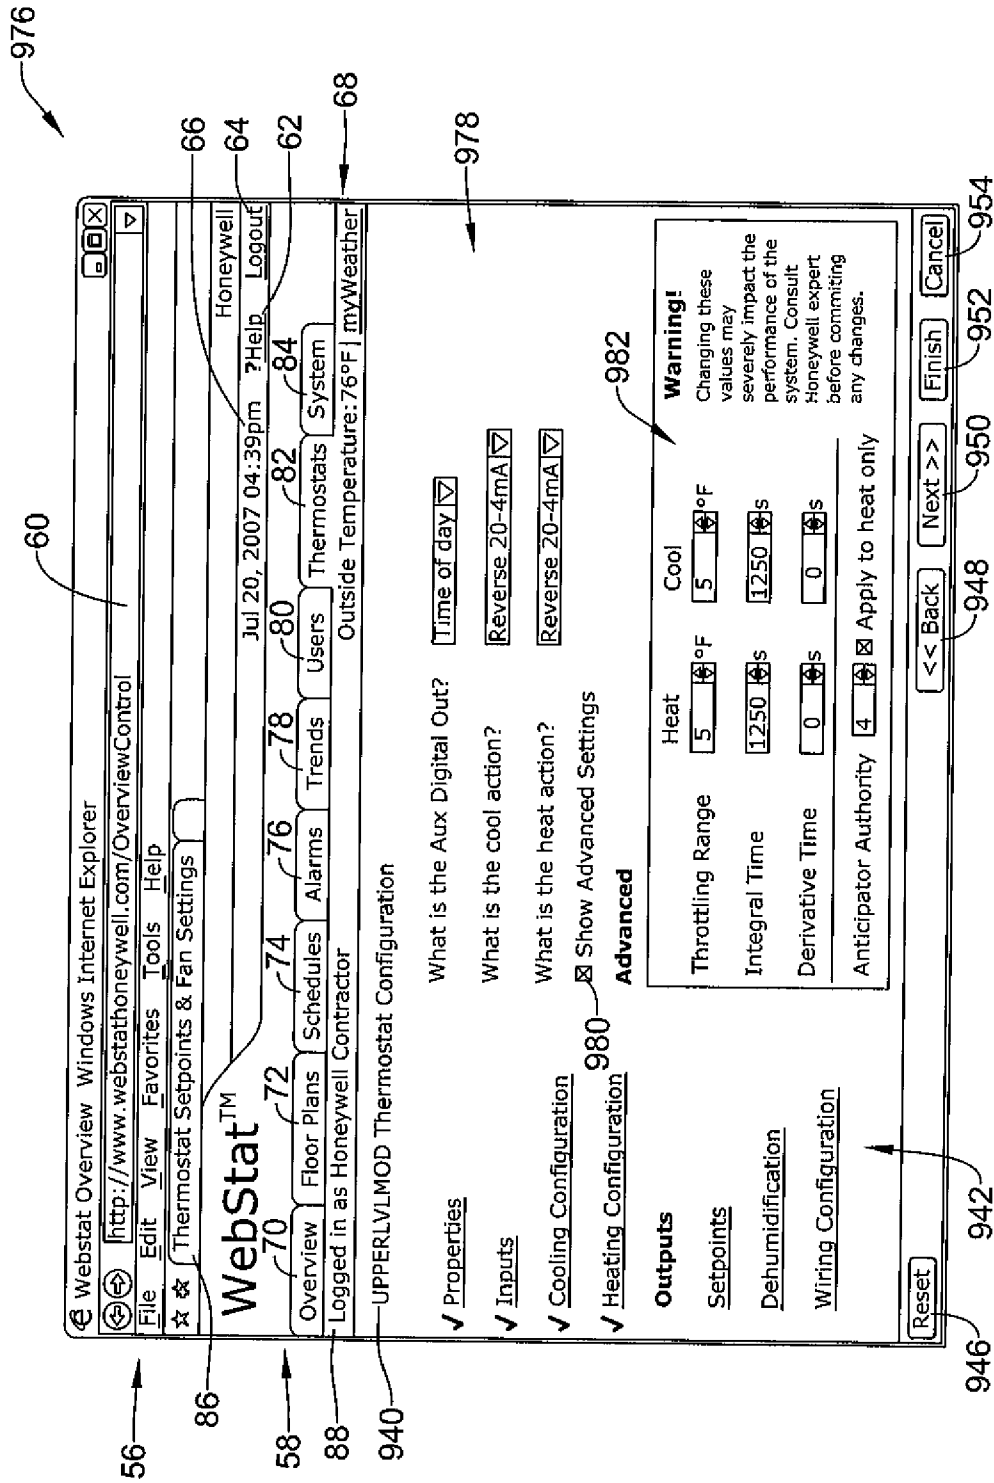 976
Webstat Overview Windows Internet Explorer
http://www.webstathoneywell.com/OverviewControl
60
File Edit View Favorites Tools Help
56
Thermostat Setpoints & Fan Settings
86
66
64
62
Honeywell
WebStat™
Jul 20, 2007 04:39pm ?Help Logout
58
70 72 74 76 78 80 82 84
Overview Floor Plans Schedules Alarms Trends Users Thermostats System
68
88
Logged in as Honeywell Contractor Outside Temperature:76°F | myWeather
940
UPPERLVLMOD Thermostat Configuration
978
✓ Properties
✓ Inputs
✓ Cooling Configuration
✓ Heating Configuration
Outputs
Setpoints
Dehumidification
Wiring Configuration
942
What is the Aux Digital Out? Time of day
What is the cool action? Reverse 20-4mA
What is the heat action? Reverse 20-4mA
980
☒ Show Advanced Settings
Advanced
982
Heat Cool
Throttling Range 5 °F 5 °F
Integral Time 1250 s 1250 s
Derivative Time 0 s 0 s
Anticipator Authority 4 ☒ Apply to heat only
Warning!
Changing these
values may
severely impact the
performance of the
system. Consult
Honeywell expert
before commiting
any changes.
Reset << Back Next >> Finish Cancel
946 948 950 952 954